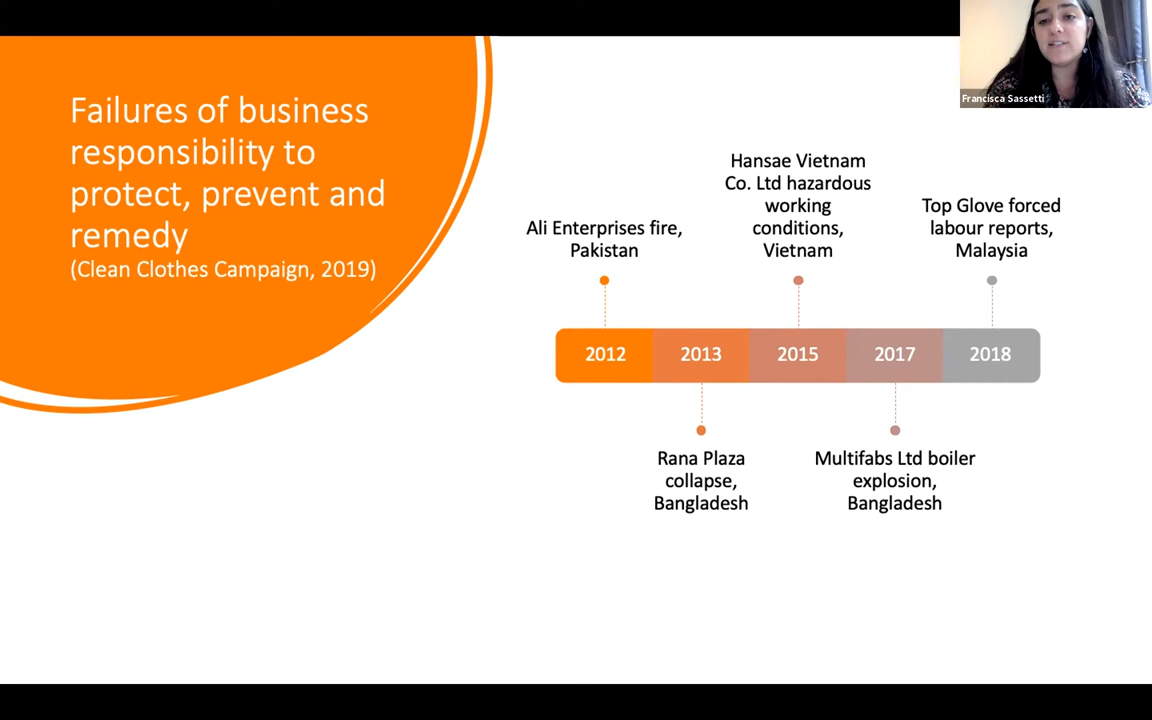 Failures of business
responsibility to
protect, prevent and
remedy
(Clean Clothes Campaign, 2019)
Francisca Sassetti
Ali Enterprises fire,
Pakistan
Hansae Vietnam
Co. Ltd hazardous
working
conditions,
Vietnam
Top Glove forced
labour reports,
Malaysia
2012
2013
2015
2017
2018
Rana Plaza
collapse,
Bangladesh
Multifabs Ltd boiler
explosion,
Bangladesh